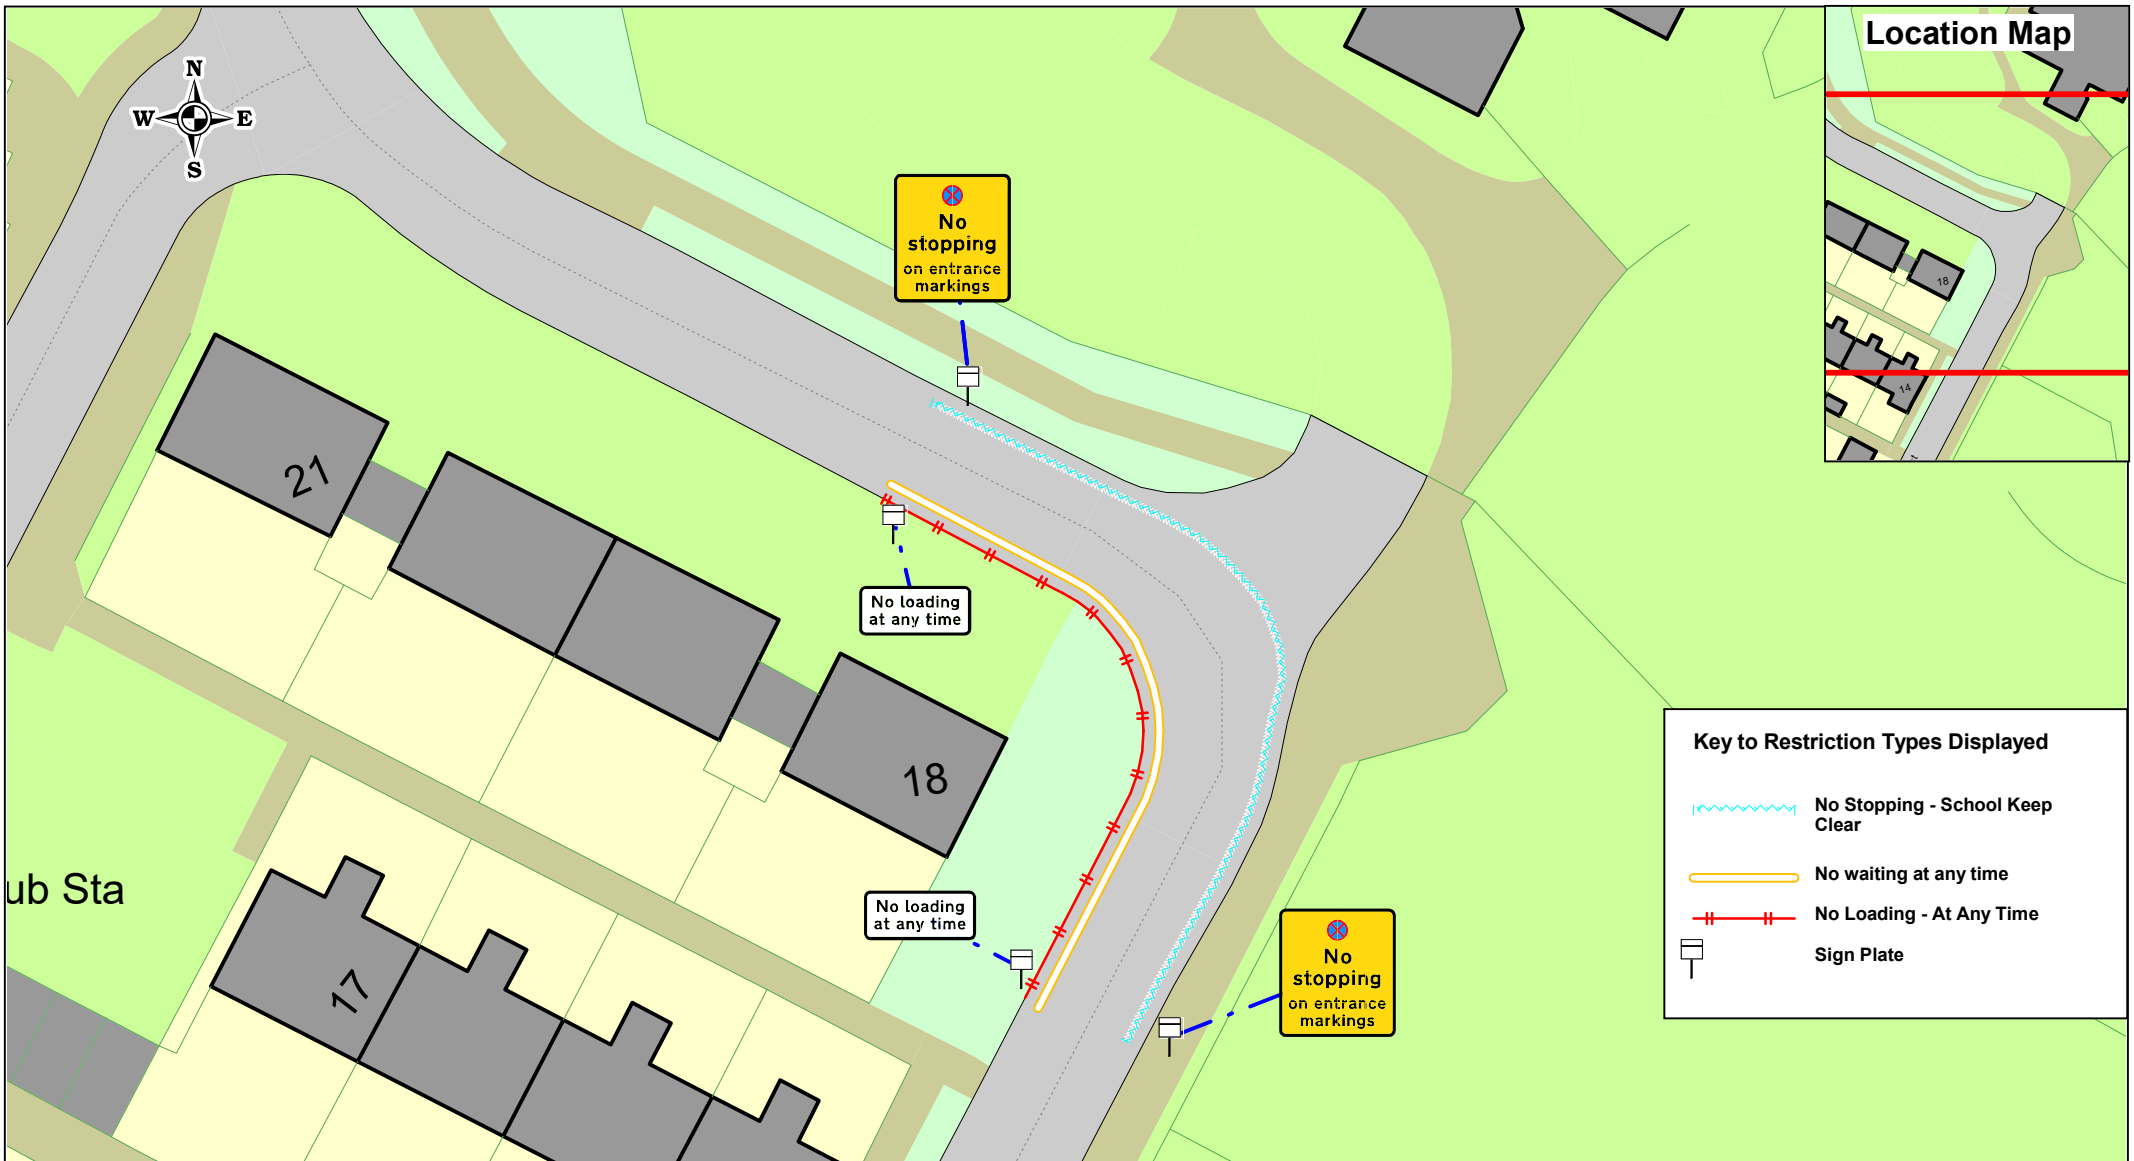 Location Map
N
W E
S
No
stopping
on entrance
markings
18
14
21
No loading
at any time
18
Key to Restriction Types Displayed
No Stopping - School Keep
Clear
No waiting at any time
No Loading - At Any Time
Sign Plate
ub Sta
17
No loading
at any time
No
stopping
on entrance
markings